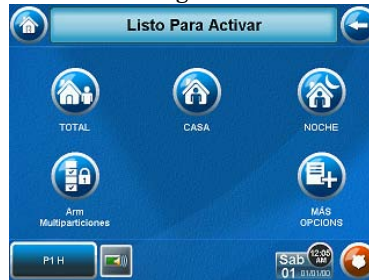 Listo Para Activar
TOTAL
CASA
NOCHE
Arm
Multiparticiones
MÁS
OPCIONS
P1 H
Sab
12:05
AM
01
01/01/00